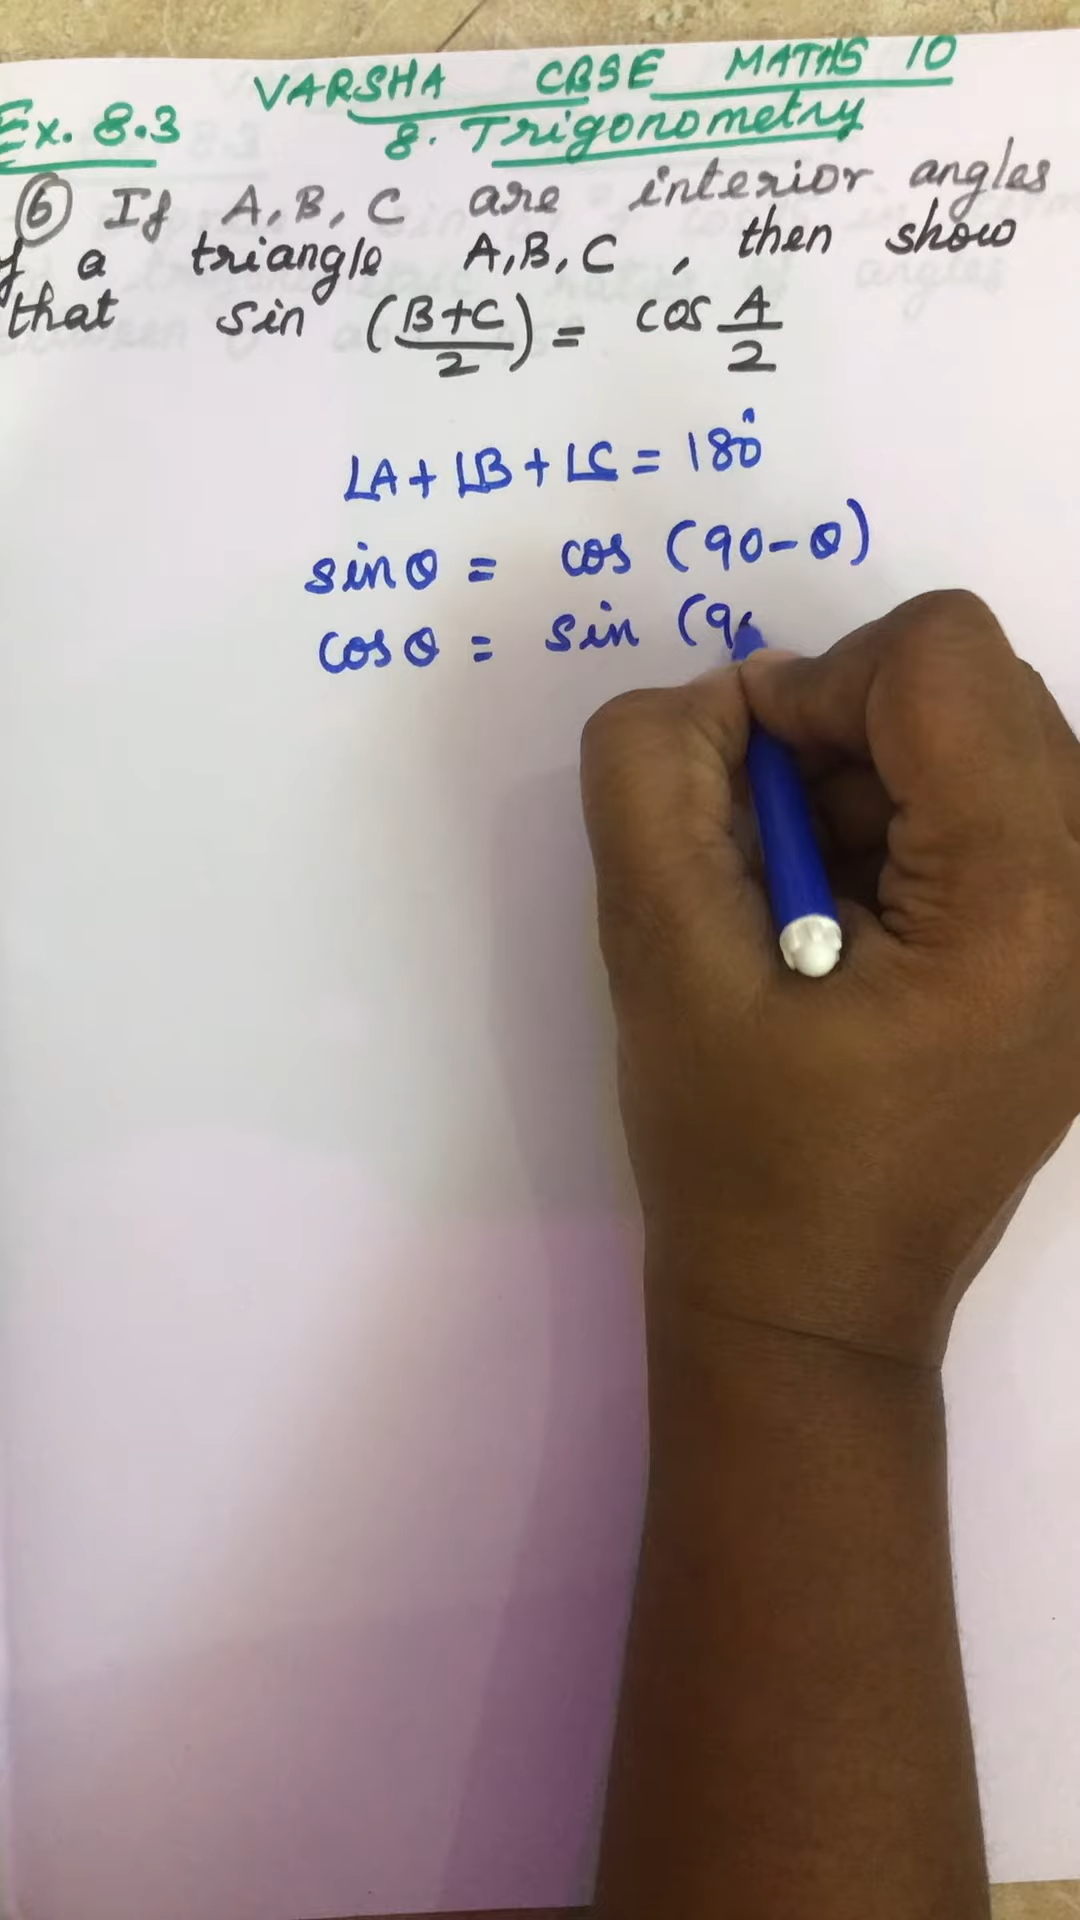 VARSHA CBSE MATHS 10
Ex. 8.3 8. Trigonometry
⑥ If A, B, C are interior angles
f a triangle A, B, C, then show
that sin (B+C/2) = cos A/2
∠A + ∠B + ∠C = 180°
sin θ = cos (90 - θ)
cos θ = sin (9